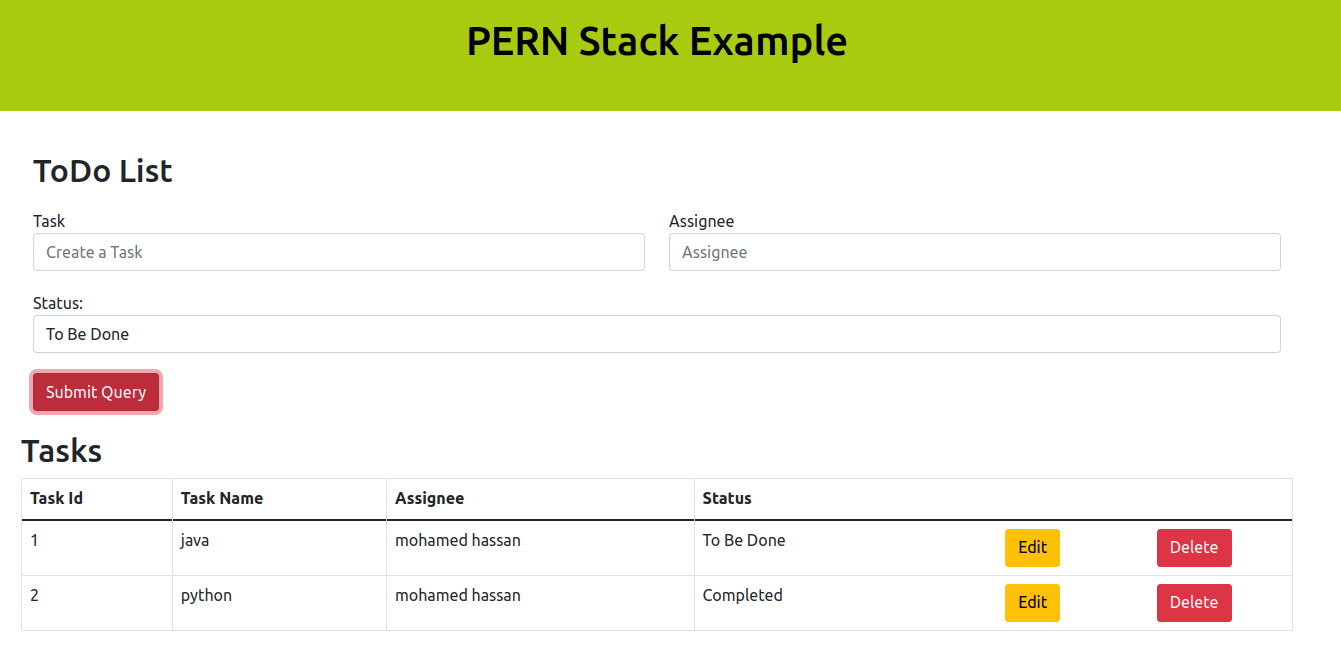 PERN Stack Example
ToDo List
Task Assignee
Create a Task Assignee
Status:
To Be Done
Submit Query
Tasks
Task Id Task Name Assignee Status
1 java mohamed hassan To Be Done Edit Delete
2 python mohamed hassan Completed Edit Delete